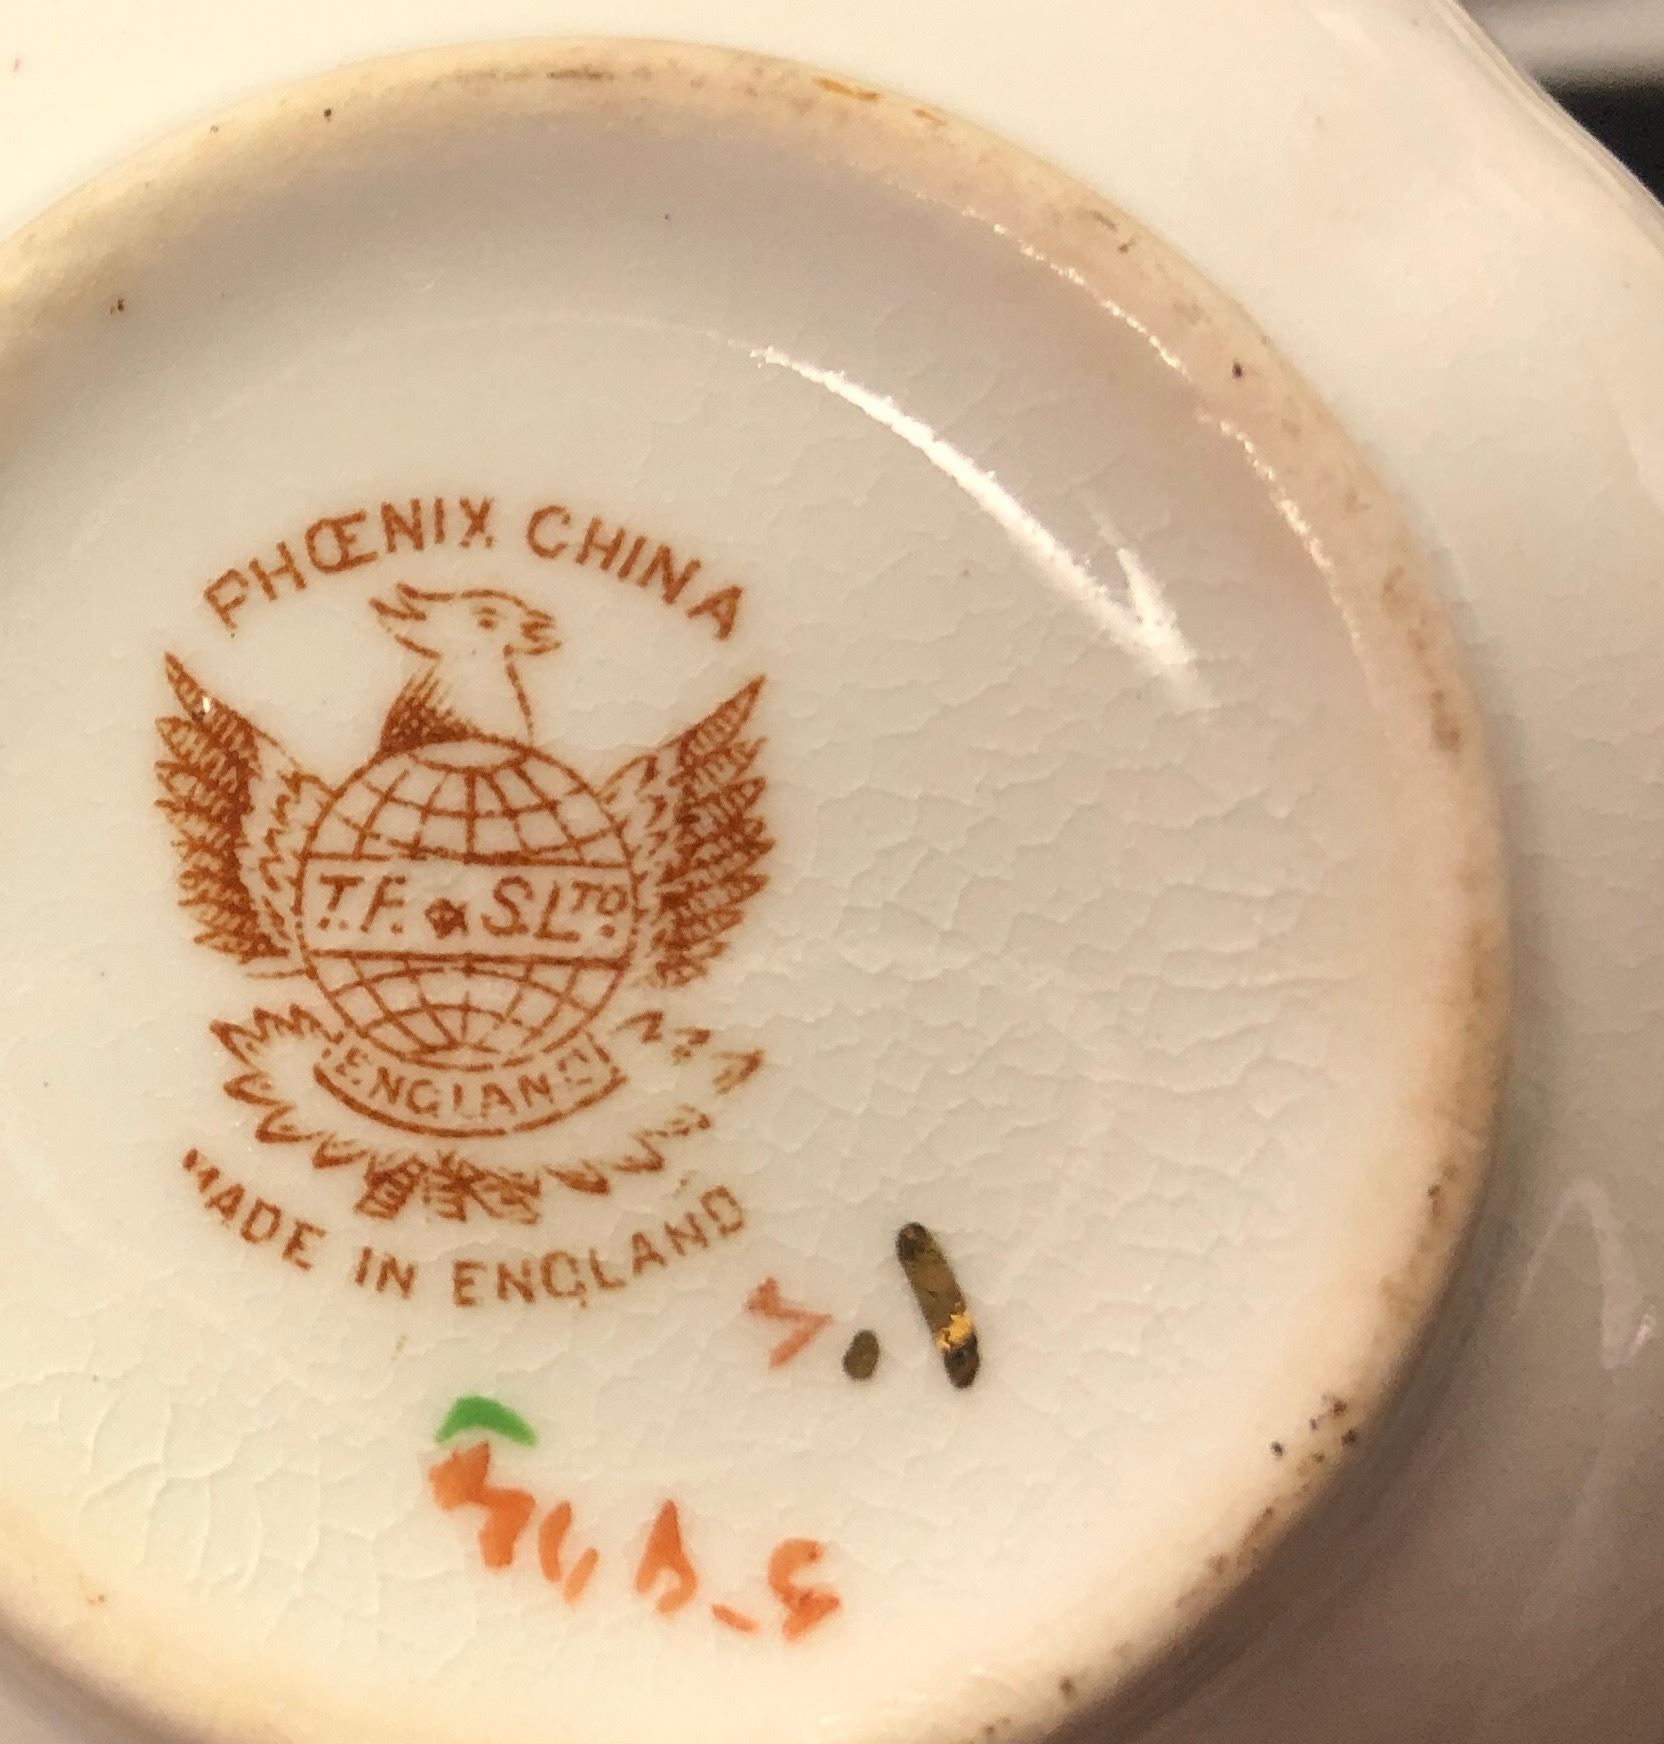 PHŒNIX CHINA
T.F. & S. LTD.
ENGLAND
MADE IN ENGLAND